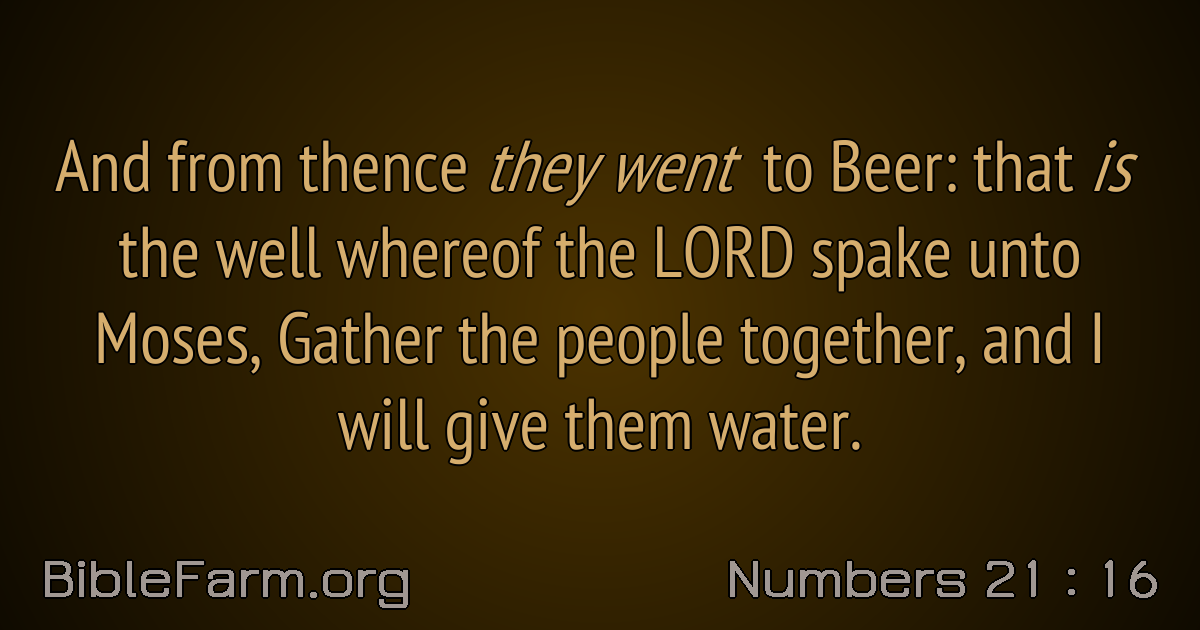 And from thence they went to Beer: that is
the well whereof the LORD spake unto
Moses, Gather the people together, and I
will give them water.
BibleFarm.org
Numbers 21 : 16